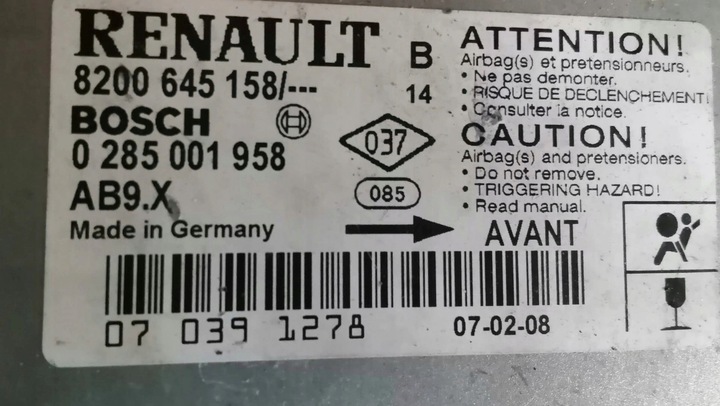 RENAULT B
8200 645 158/--- 14
BOSCH
0 285 001 958
AB9.X
Made in Germany
037
085
ATTENTION!
Airbag(s) et pretensionneurs.
• Ne pas demonter.
• RISQUE DE DECLENCHEMENT!
• Consulter la notice.
CAUTION!
Airbag(s) and pretensioners.
• Do not remove.
• TRIGGERING HAZARD!
• Read manual.
AVANT
07 039 1278 07-02-08